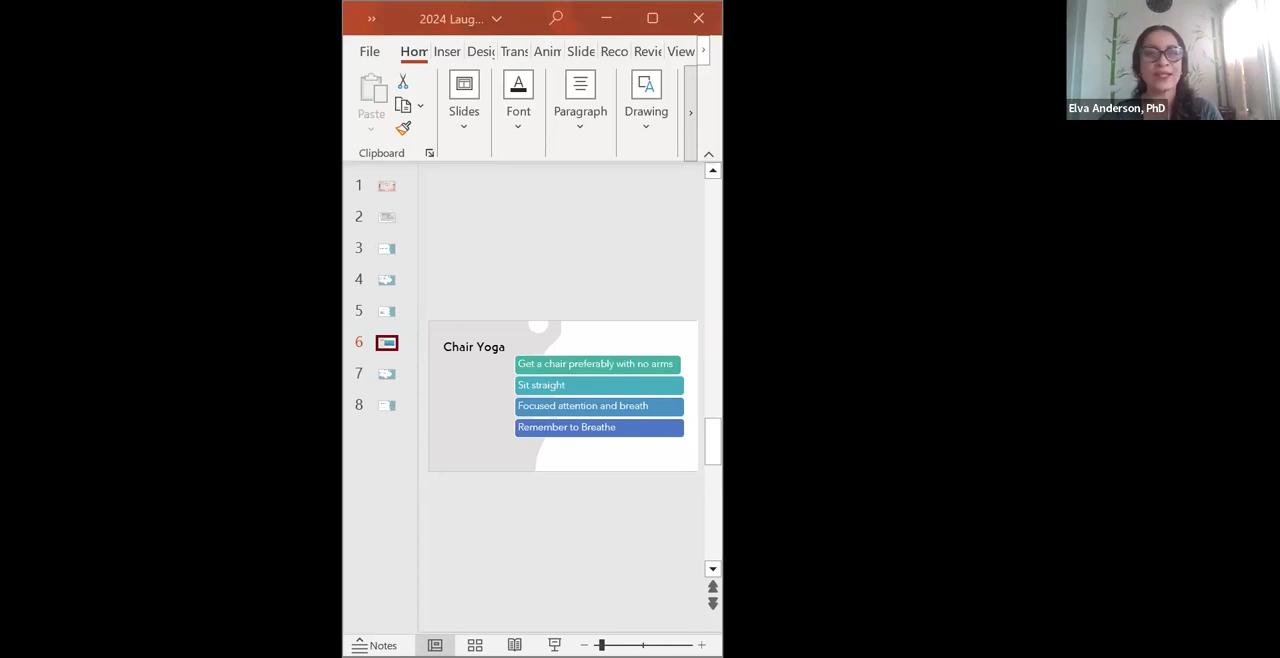 2024 Laug...
Elva Anderson, PhD
File Hom Inser Desig Trans Anim Slide Reco Revie View
Paste
Slides
Font
Paragraph
Drawing
Clipboard
1
2
3
4
5
6
7
8
Chair Yoga
Get a chair preferably with no arms
Sit straight
Focused attention and breath
Remember to Breathe
Notes